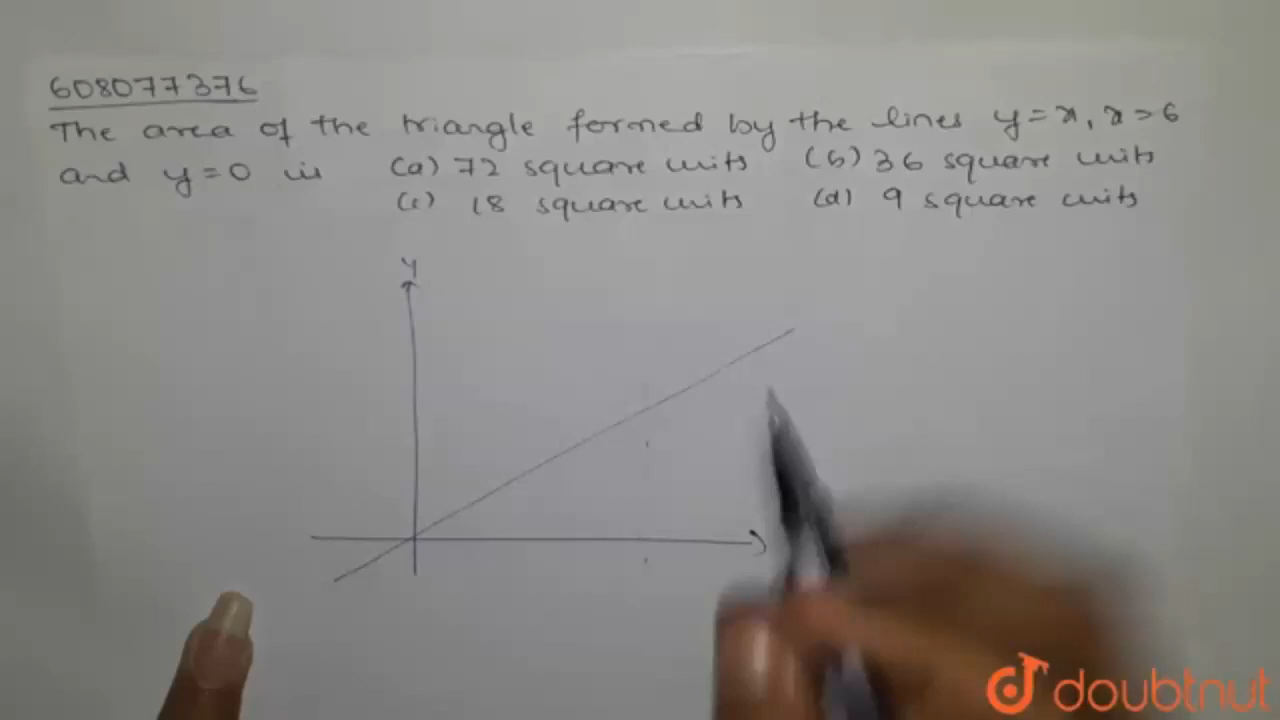 608077376
The area of the triangle formed by the lines y=x, x=6
and y=0 is (a) 72 square units (b) 36 square units
(c) 18 square units (d) 9 square units
Y
doubtnut